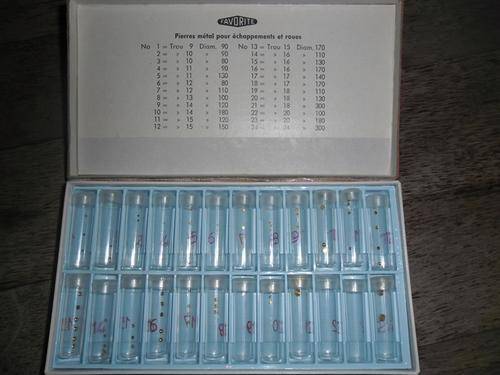 FAVORITE
Pierres métal pour échappements et roues
No 1 = Trou 9 Diam. 90 No 13 = Trou 15 Diam. 170
2 = » 10 » 90 14 = » 16 » 110
3 = » 10 » 80 15 = » 16 » 130
4 = » 11 » 90 16 = » 16 » 170
5 = » 11 » 130 17 = » 17 » 140
6 = » 12 » 80 18 = » 17 » 170
7 = » 12 » 110 19 = » 18 » 110
8 = » 13 » 100 20 = » 18 » 130
9 = » 14 » 120 21 = » 18 » 300
10 = » 14 » 180 22 = » 20 » 100
11 = » 15 » 120 23 = » 20 » 180
12 = » 15 » 150 24 = » 24 » 300